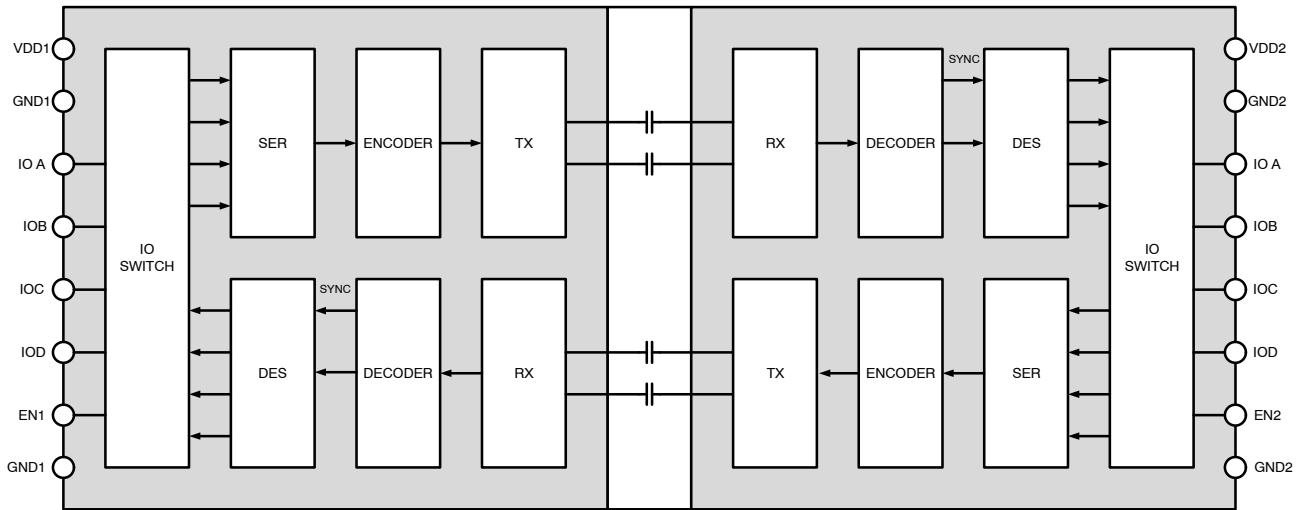 VDD1
GND1
IO A
IOB
IOC
IOD
EN1
GND1
IO
SWITCH
SER
ENCODER
TX
DES
SYNC
DECODER
RX
RX
DECODER
SYNC
DES
TX
ENCODER
SER
IO
SWITCH
VDD2
GND2
IO A
IOB
IOC
IOD
EN2
GND2